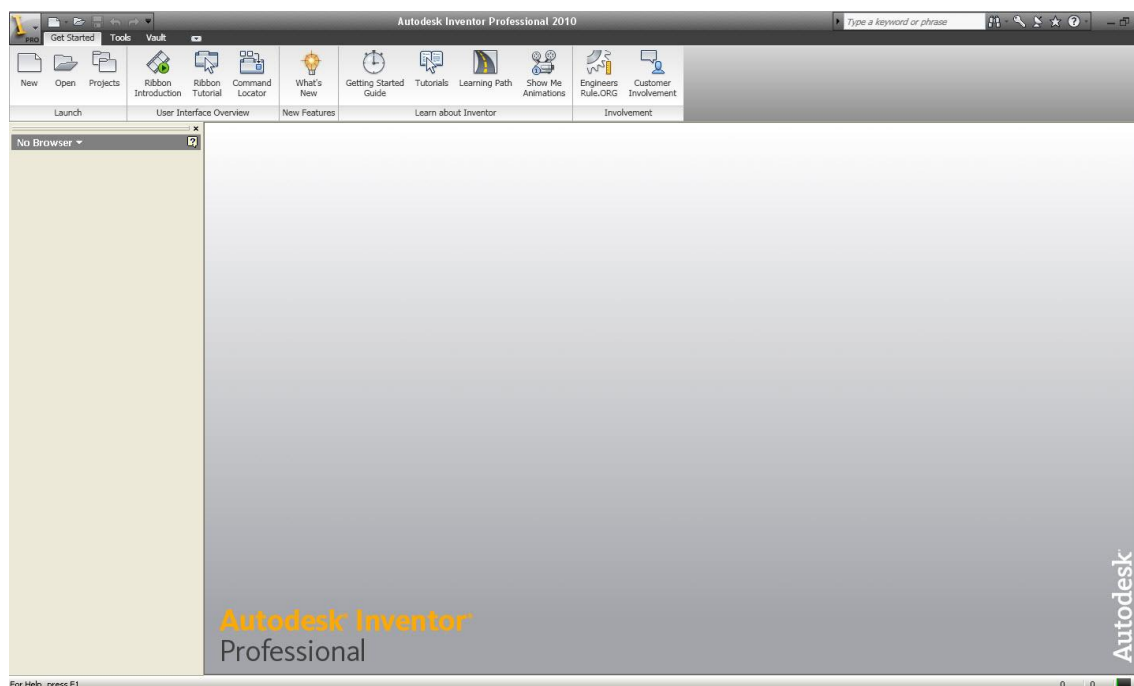 Autodesk Inventor Professional 2010
Type a keyword or phrase
PRO
Get Started Tools Vault
New Open Projects Ribbon Introduction Ribbon Tutorial Command Locator What's New Getting Started Guide Tutorials Learning Path Show Me Animations Engineers Rule.ORG Customer Involvement
Launch User Interface Overview New Features Learn about Inventor Involvement
No Browser
Autodesk Inventor
Professional
Autodesk
For Help, press F1
0 0